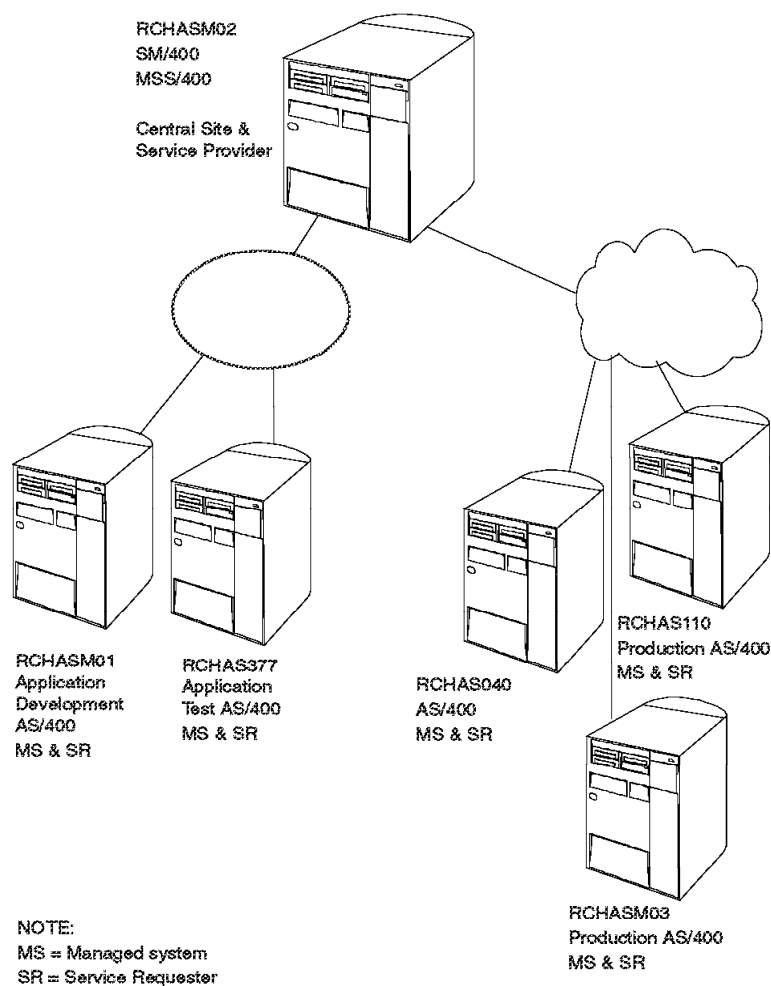 RCHASM02
SM/400
MSS/400
Central Site &
Service Provider
RCHASM01
Application
Development
AS/400
MS & SR
RCHAS377
Application
Test AS/400
MS & SR
RCHAS040
AS/400
MS & SR
RCHAS110
Production AS/400
MS & SR
RCHASM03
Production AS/400
MS & SR
NOTE:
MS = Managed system
SR = Service Requester